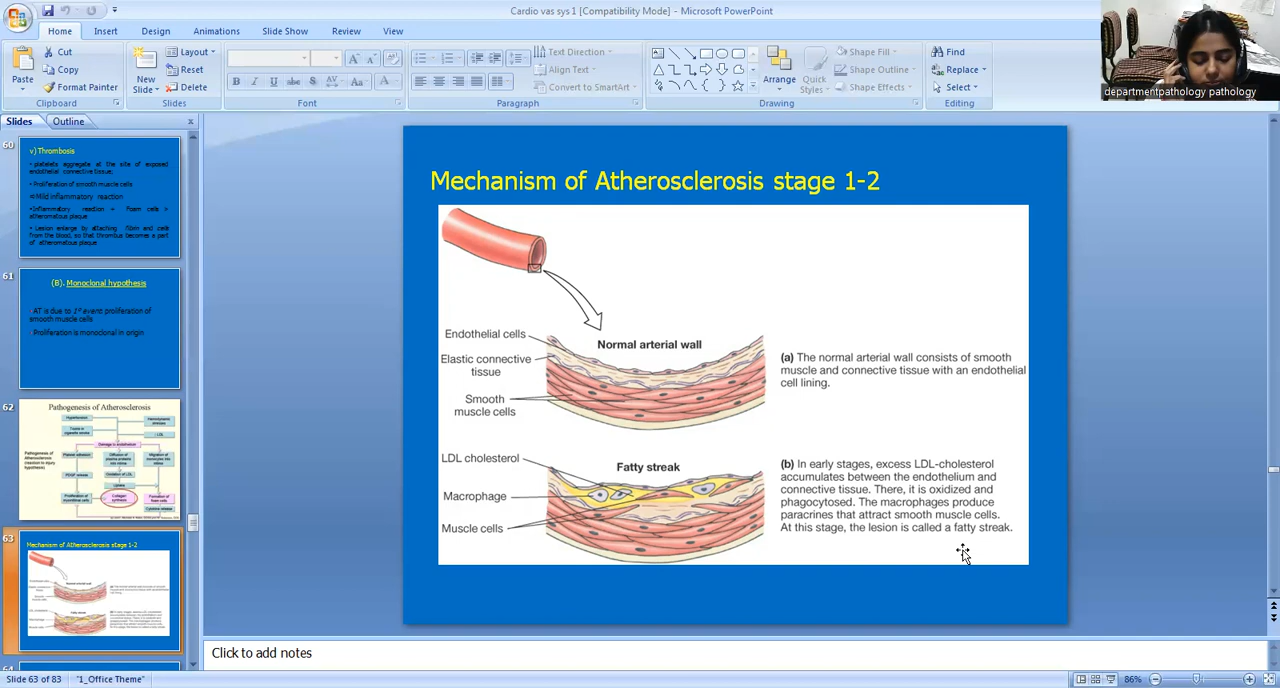 Cardio vas sys 1 [Compatibility Mode] - Microsoft PowerPoint
Home Insert Design Slide Show Animations Review View
Paste
Cut
Copy
Format Painter
Clipboard
New Slide
Layout
Reset
Delete
Slides
B I U abc S AV Aa A
Font
Paragraph
Text Direction
Align Text
Convert to SmartArt
Arrange
Quick Styles
Shape Fill
Shape Outline
Shape Effects
Drawing
Find
Replace
Select
Editing
departmentpathology pathology
Slides Outline
60
v) Thrombosis
• platelets aggregate at the site of exposed
endothelial connective tissue;
• Proliferation of smooth muscle cells
Mild inflammatory reaction
Inflammatory reaction + Foam cells >
atheromatous plaque
• Lesion enlarge by attaching fibrin and cells
from the blood, so that thrombus becomes a part
of atheromatous plaque
61
(B). Monoclonal hypothesis
AT is due to 1st event: proliferation of
smooth muscle cells
Proliferation is monoclonal in origin
62
Pathogenesis of Atherosclerosis
63
Mechanism of Atherosclerosis stage 1-2
Mechanism of Atherosclerosis stage 1-2
Endothelial cells
Elastic connective
tissue
Smooth
muscle cells
Normal arterial wall
(a) The normal arterial wall consists of smooth
muscle and connective tissue with an endothelial
cell lining.
LDL cholesterol
Macrophage
Muscle cells
Fatty streak
(b) In early stages, excess LDL-cholesterol
accumulates between the endothelium and
connective tissue. There, it is oxidized and
phagocytosed. The macrophages produce
paracrines that attract smooth muscle cells.
At this stage, the lesion is called a fatty streak.
Click to add notes
Slide 63 of 83 "1_Office Theme" 86%